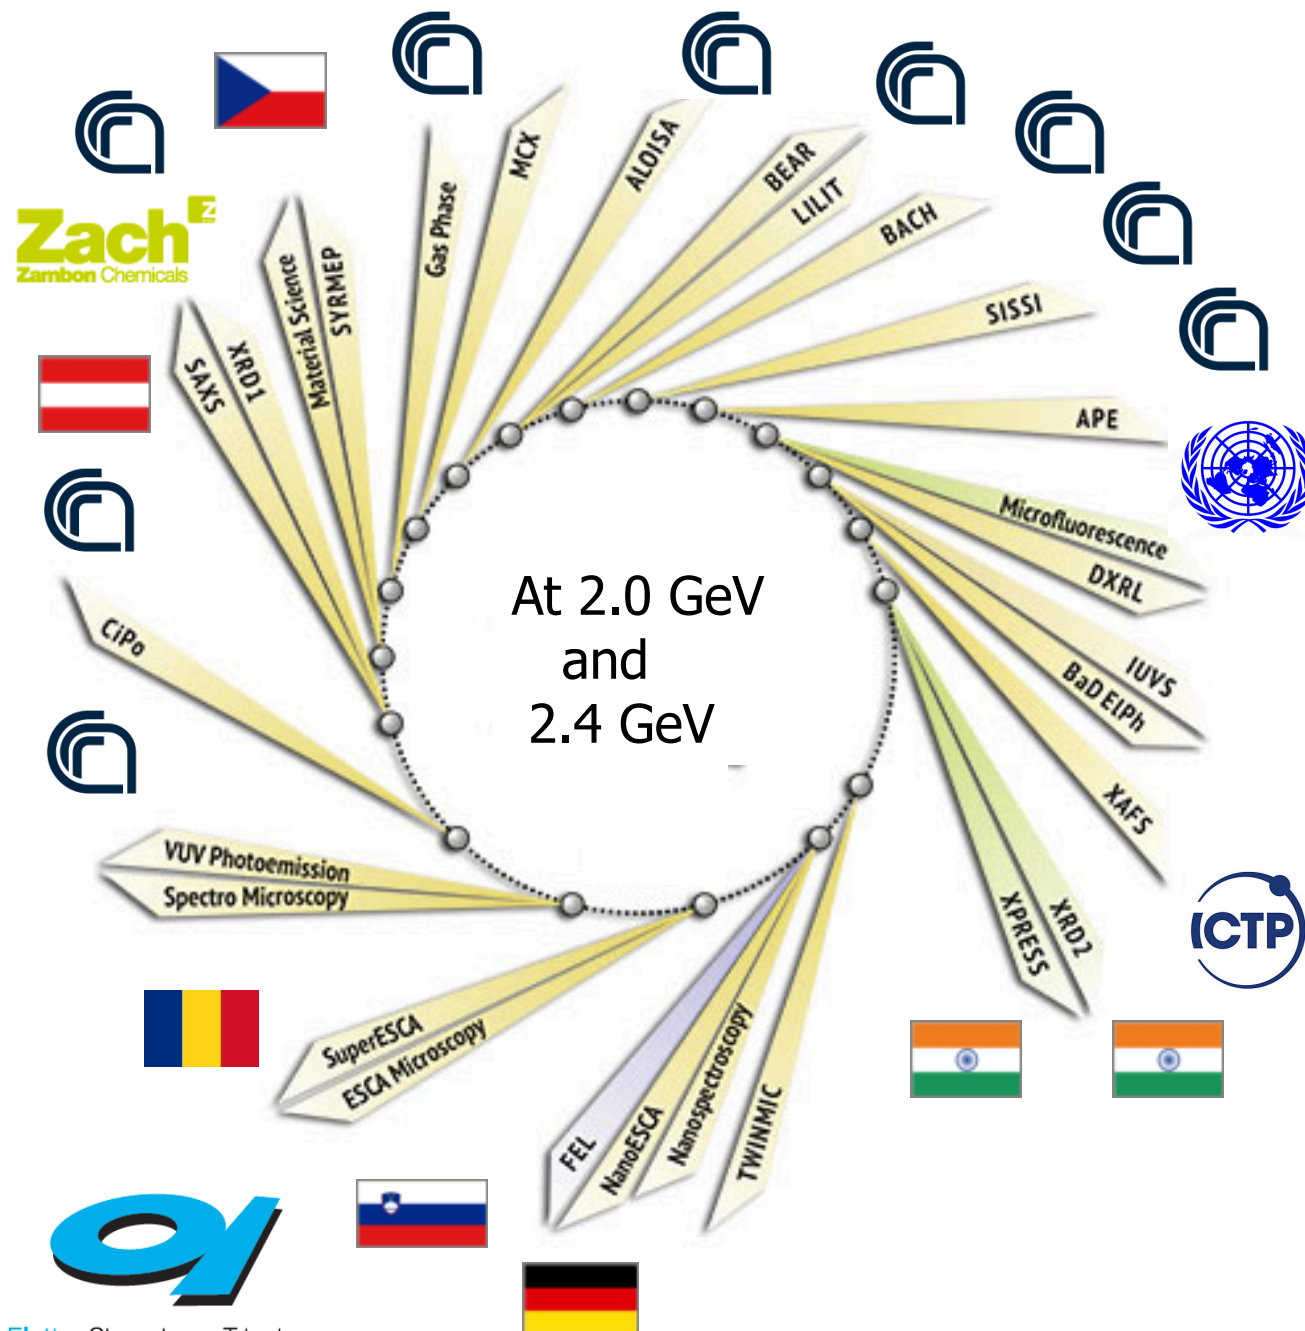 MCX
ALOISA
BEAR
LILIT
BACH
Gas Phase
SYRMEP
Material Science
Zach
Z
Zambon Chemicals
XRD1
SAXS
SISSI
APE
Microfluorescence
DXRL
IUVS
BaDElPh
XAFS
At 2.0 GeV
and
2.4 GeV
CiPo
VUV Photoemission
Spectro Microscopy
XRD2
XPRESS
ICTP
SuperESCA
ESCA Microscopy
FEL
NanoESCA
Nanospectroscopy
TWINMIC